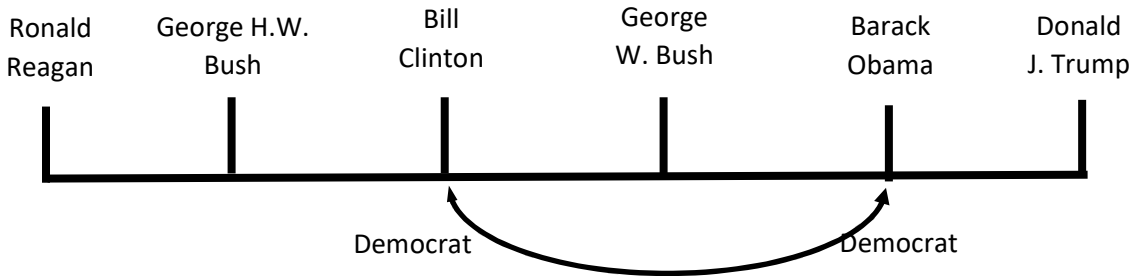 Ronald
Reagan
George H.W.
Bush
Bill
Clinton
George
W. Bush
Barack
Obama
Donald
J. Trump
Democrat
Democrat